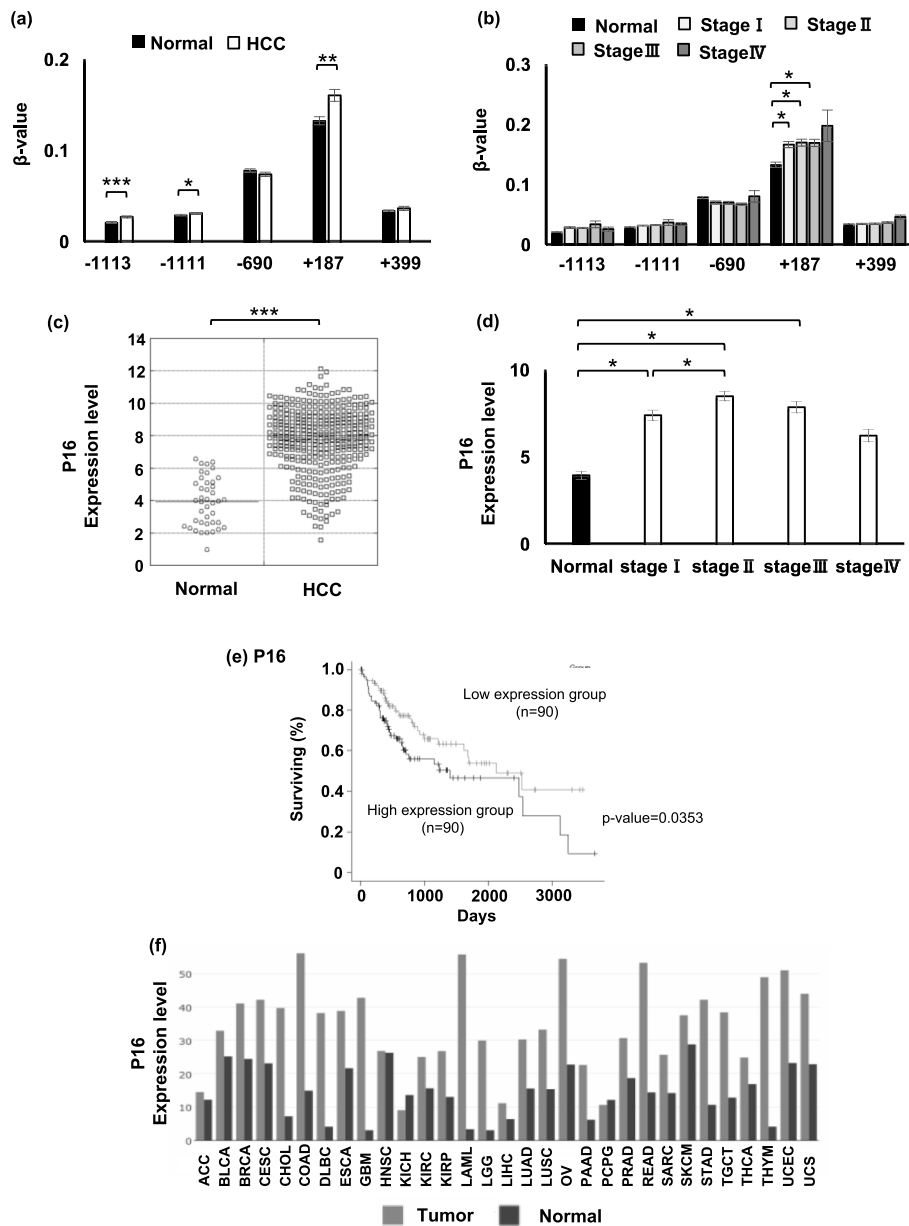 (a)
Normal HCC
0.2
0.1
0
β-value
*** * **
-1113 -1111 -690 +187 +399
(b)
Normal Stage Ⅰ Stage Ⅱ
Stage Ⅲ Stage Ⅳ
0.3
0.2
0.1
0
β-value
*
*
*
-1113 -1111 -690 +187 +399
(c)
***
14
12
10
8
6
4
2
0
P16
Expression level
Normal HCC
(d)
*
*
* *
10
5
0
P16
Expression level
Normal stage Ⅰ stage Ⅱ stage Ⅲ stage Ⅳ
(e) P16
1.0
0.8
0.6
0.4
0.2
0
Surviving (%)
Low expression group
(n=90)
High expression group
(n=90)
p-value=0.0353
0 1000 2000 3000
Days
(f)
50
40
30
20
10
0
P16
Expression level
ACC BLCA BRCA CESC CHOL COAD DLBC ESCA GBM HNSC KICH KIRC KIRP LAML LGG LIHC LUAD LUSC OV PAAD PCPG PRAD READ SARC SKCM STAD TGCT THCA THYM UCEC UCS
Tumor Normal